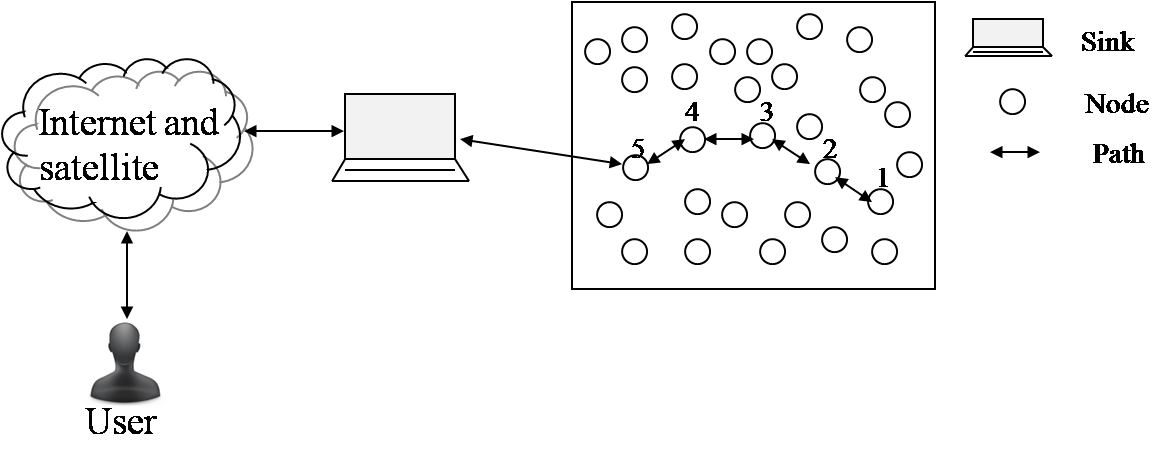 Internet and
satellite
User
5
4
3
2
1
Sink
Node
Path